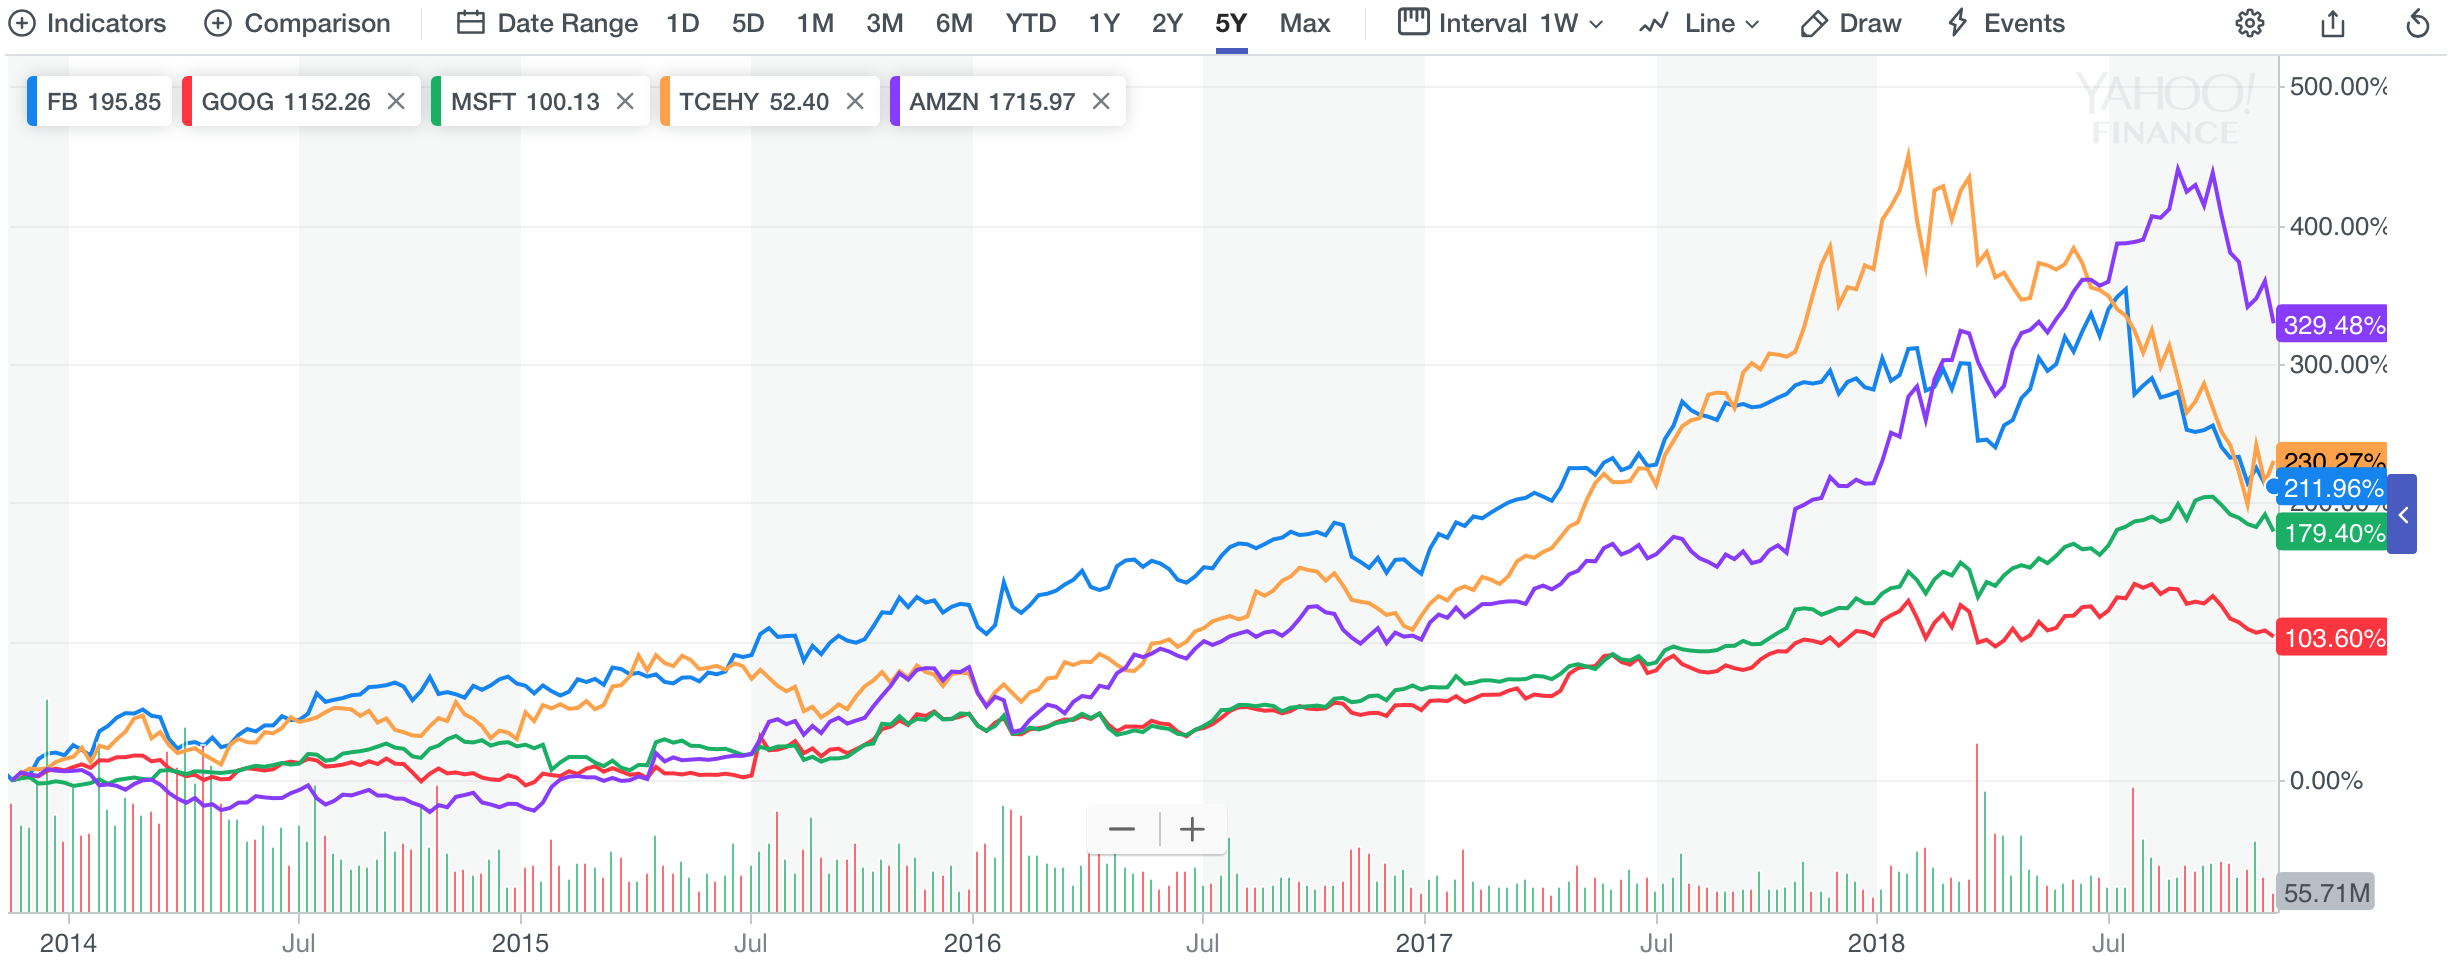 Indicators Comparison Date Range 1D 5D 1M 3M 6M YTD 1Y 2Y 5Y Max Interval 1W Line Draw Events
FB 195.85 GOOG 1152.26 MSFT 100.13 TCEHY 52.40 AMZN 1715.97
YAHOO!
FINANCE
500.00%
400.00%
329.48%
300.00%
230.27%
211.96%
200.00%
179.40%
103.60%
0.00%
55.71M
2014 Jul 2015 Jul 2016 Jul 2017 Jul 2018 Jul